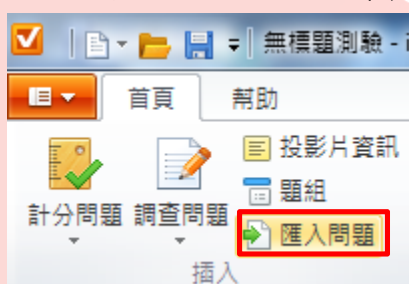 無標題測驗 -
首頁 幫助
計分問題 調查問題
投影片資訊
題組
匯入問題
插入